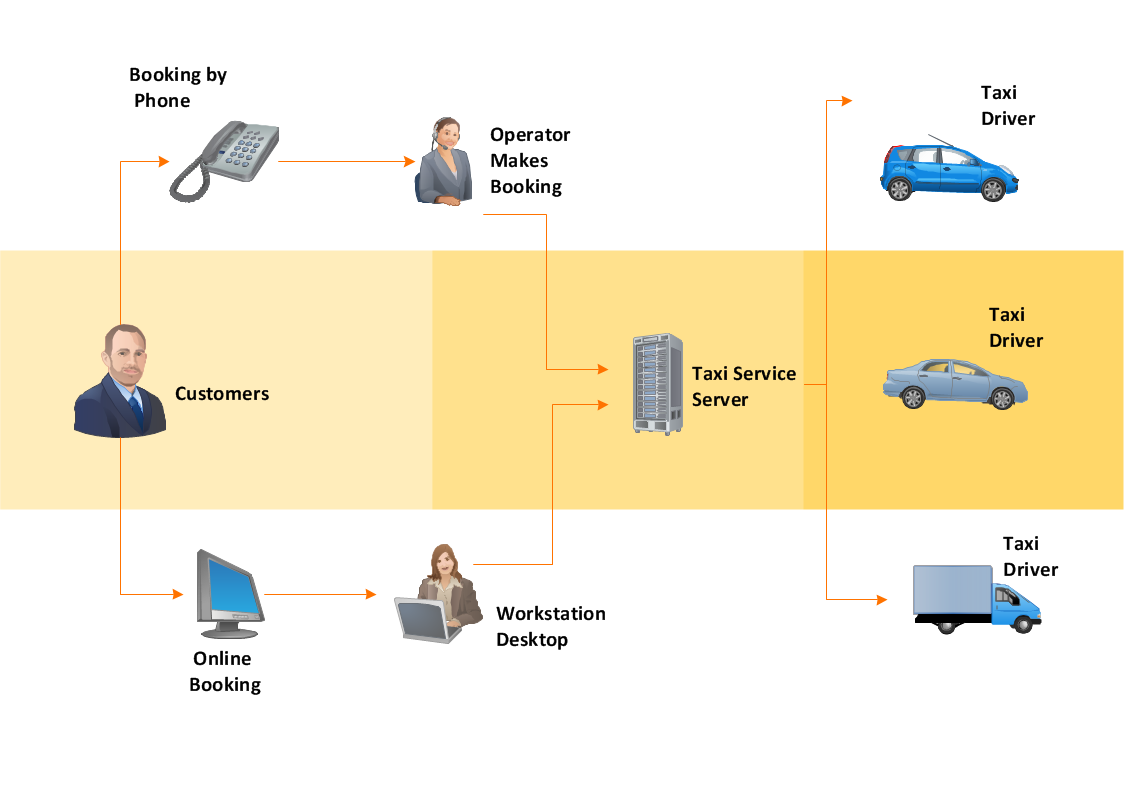 Booking by
Phone
Operator
Makes
Booking
Taxi
Driver
Customers
Taxi Service
Server
Taxi
Driver
Online
Booking
Workstation
Desktop
Taxi
Driver